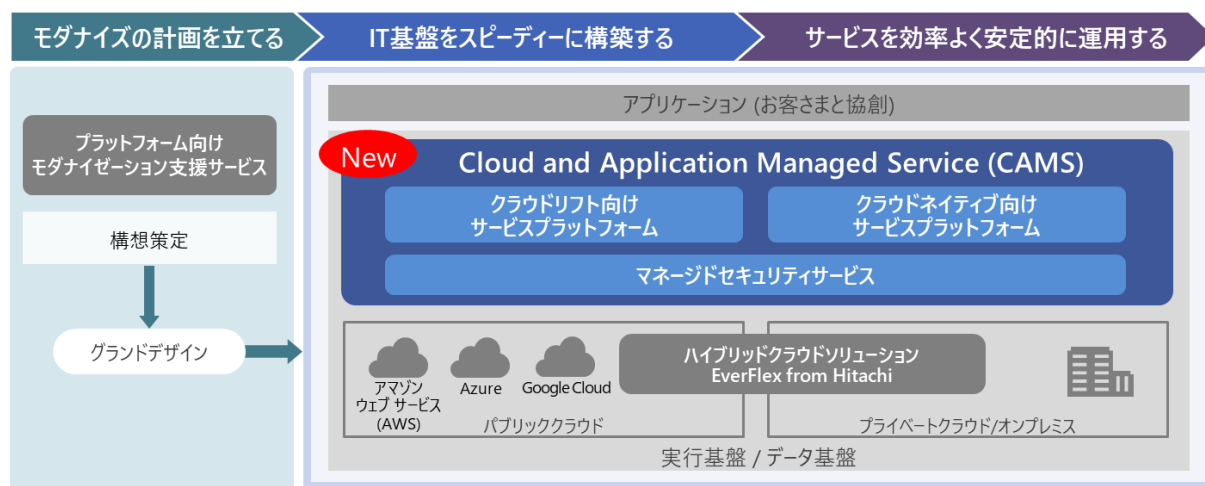 モダナイズの計画を立てる
IT基盤をスピーディーに構築する
サービスを効率よく安定的に運用する
プラットフォーム向け
モダナイゼーション支援サービス
構想策定
グランドデザイン
アプリケーション (お客さまと協創)
New
Cloud and Application Managed Service (CAMS)
クラウドリフト向け
サービスプラットフォーム
クラウドネイティブ向け
サービスプラットフォーム
マネージドセキュリティサービス
アマゾン
ウェブ サービス
(AWS)
Azure
Google Cloud
パブリッククラウド
ハイブリッドクラウドソリューション
EverFlex from Hitachi
プライベートクラウド/オンプレミス
実行基盤 / データ基盤